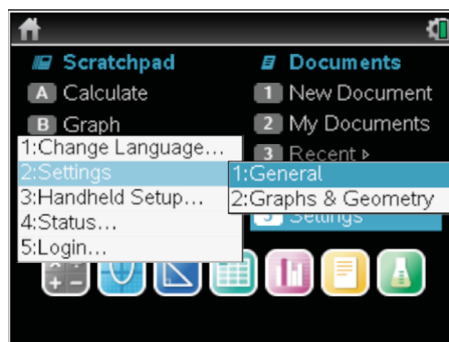 Scratchpad
Documents
A Calculate
1 New Document
B Graph
2 My Documents
1:Change Language...
3 Recent ▹
2:Settings
1:General
3:Handheld Setup...
2:Graphs & Geometry
4:Status...
5 Settings
5:Login...